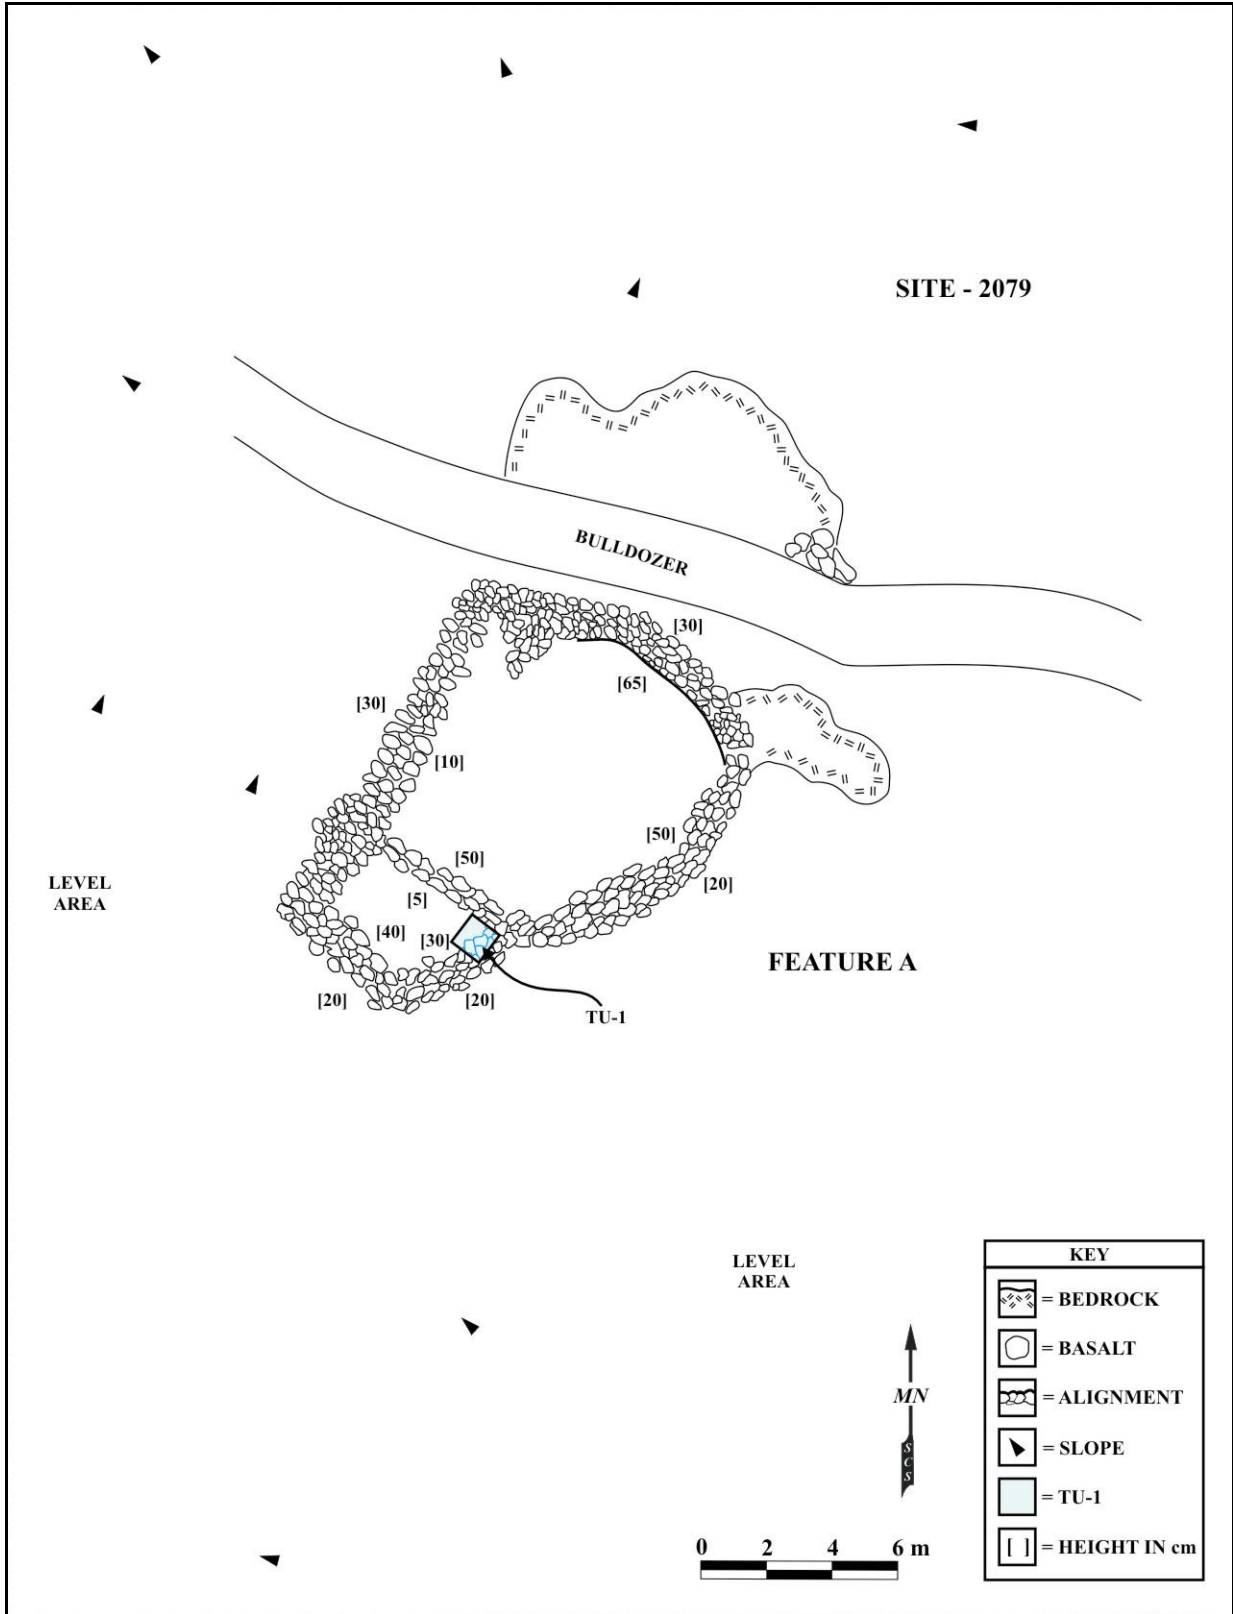 SITE - 2079
BULLDOZER
[30]
[65]
[30]
[10]
[50]
[50]
[20]
LEVEL
AREA
[5]
[40]
[30]
FEATURE A
[20]
[20]
TU-1
LEVEL
AREA
KEY
= BEDROCK
= BASALT
= ALIGNMENT
= SLOPE
= TU-1
[ ] = HEIGHT IN cm
MN
SCS
0 2 4 6 m